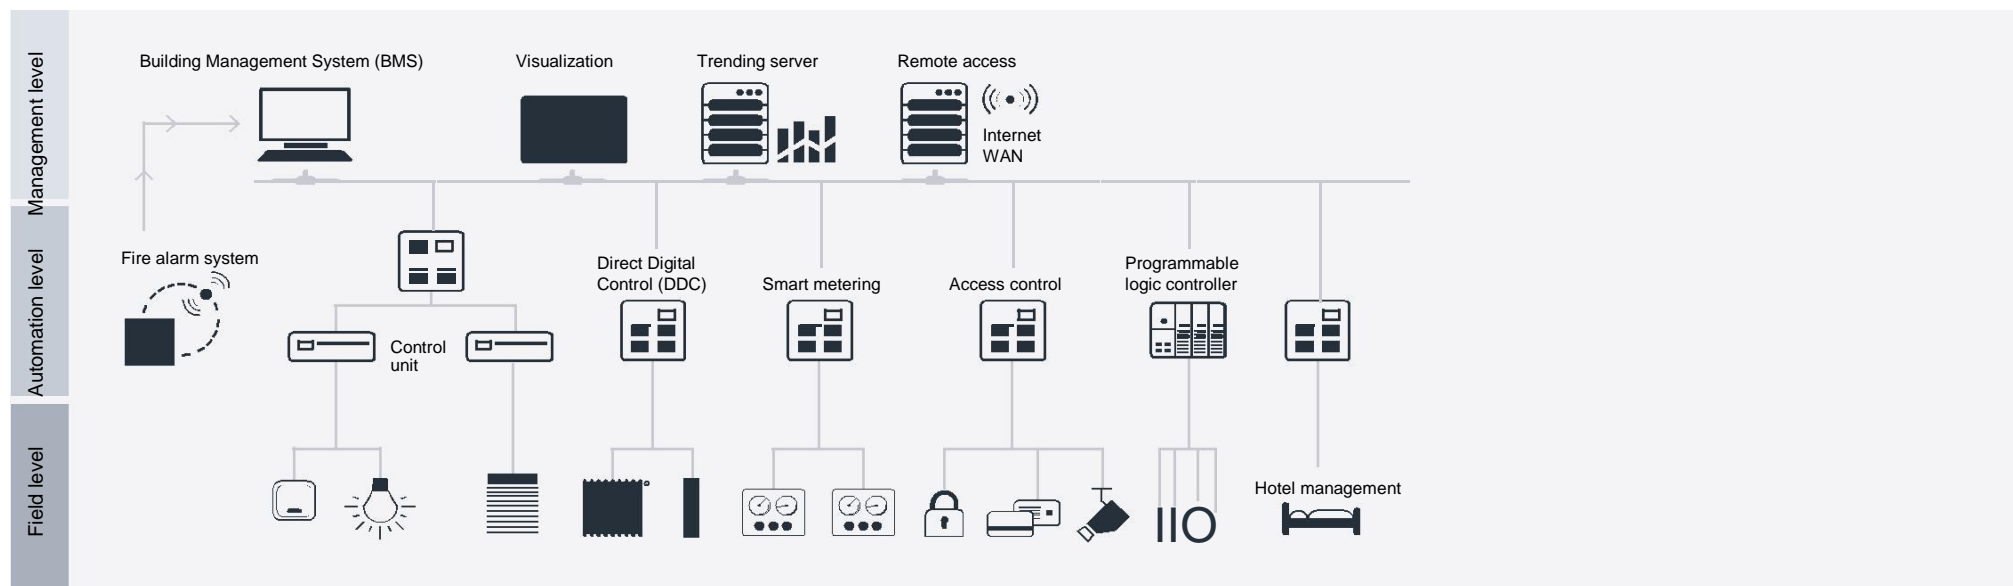 Management level
Building Management System (BMS)
Visualization
Trending server
Remote access
Internet
WAN
Automation level
Fire alarm system
Control
unit
Direct Digital
Control (DDC)
Smart metering
Access control
Programmable
logic controller
Field level
IIO
Hotel management